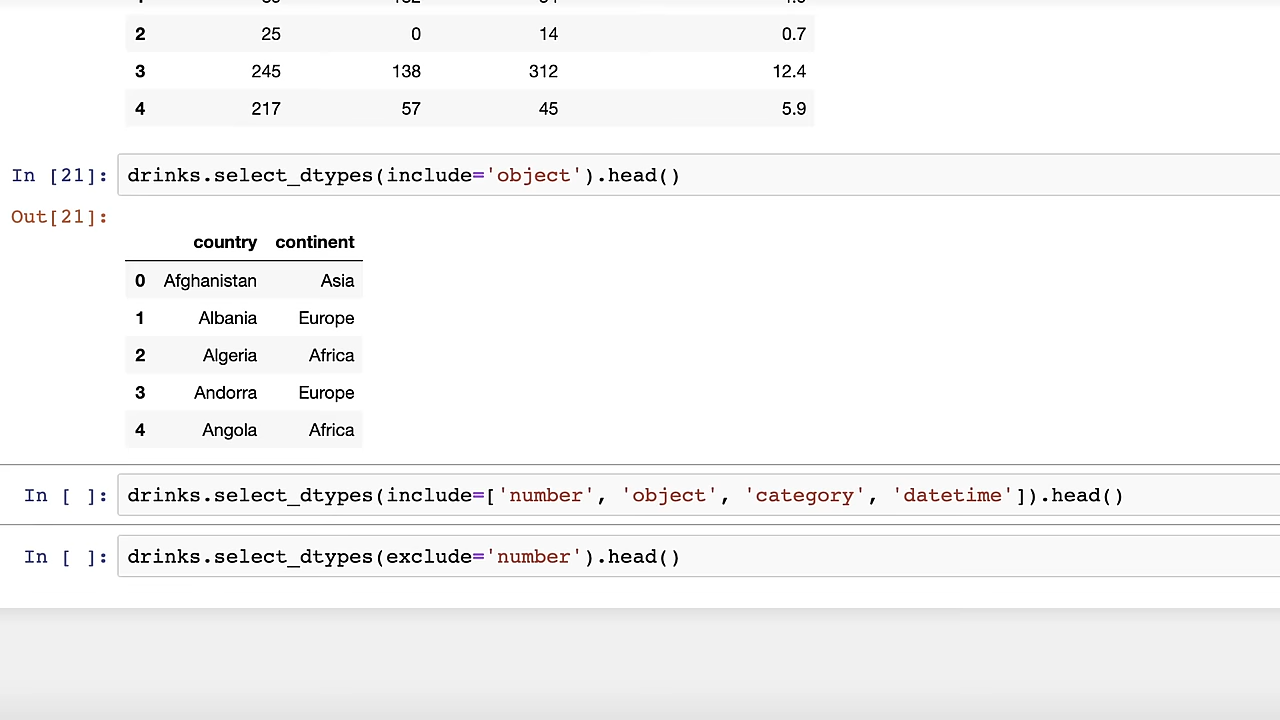 2 25 0 14 0.7
3 245 138 312 12.4
4 217 57 45 5.9
In [21]: drinks.select_dtypes(include='object').head()
Out[21]:
country continent
0 Afghanistan Asia
1 Albania Europe
2 Algeria Africa
3 Andorra Europe
4 Angola Africa
In [ ]: drinks.select_dtypes(include=['number', 'object', 'category', 'datetime']).head()
In [ ]: drinks.select_dtypes(exclude='number').head()